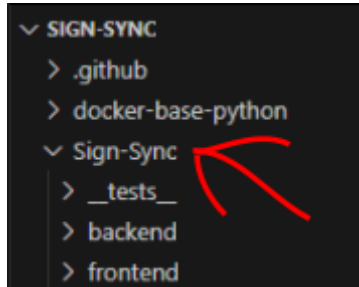 SIGN-SYNC
.github
docker-base-python
Sign-Sync
__tests__
backend
frontend